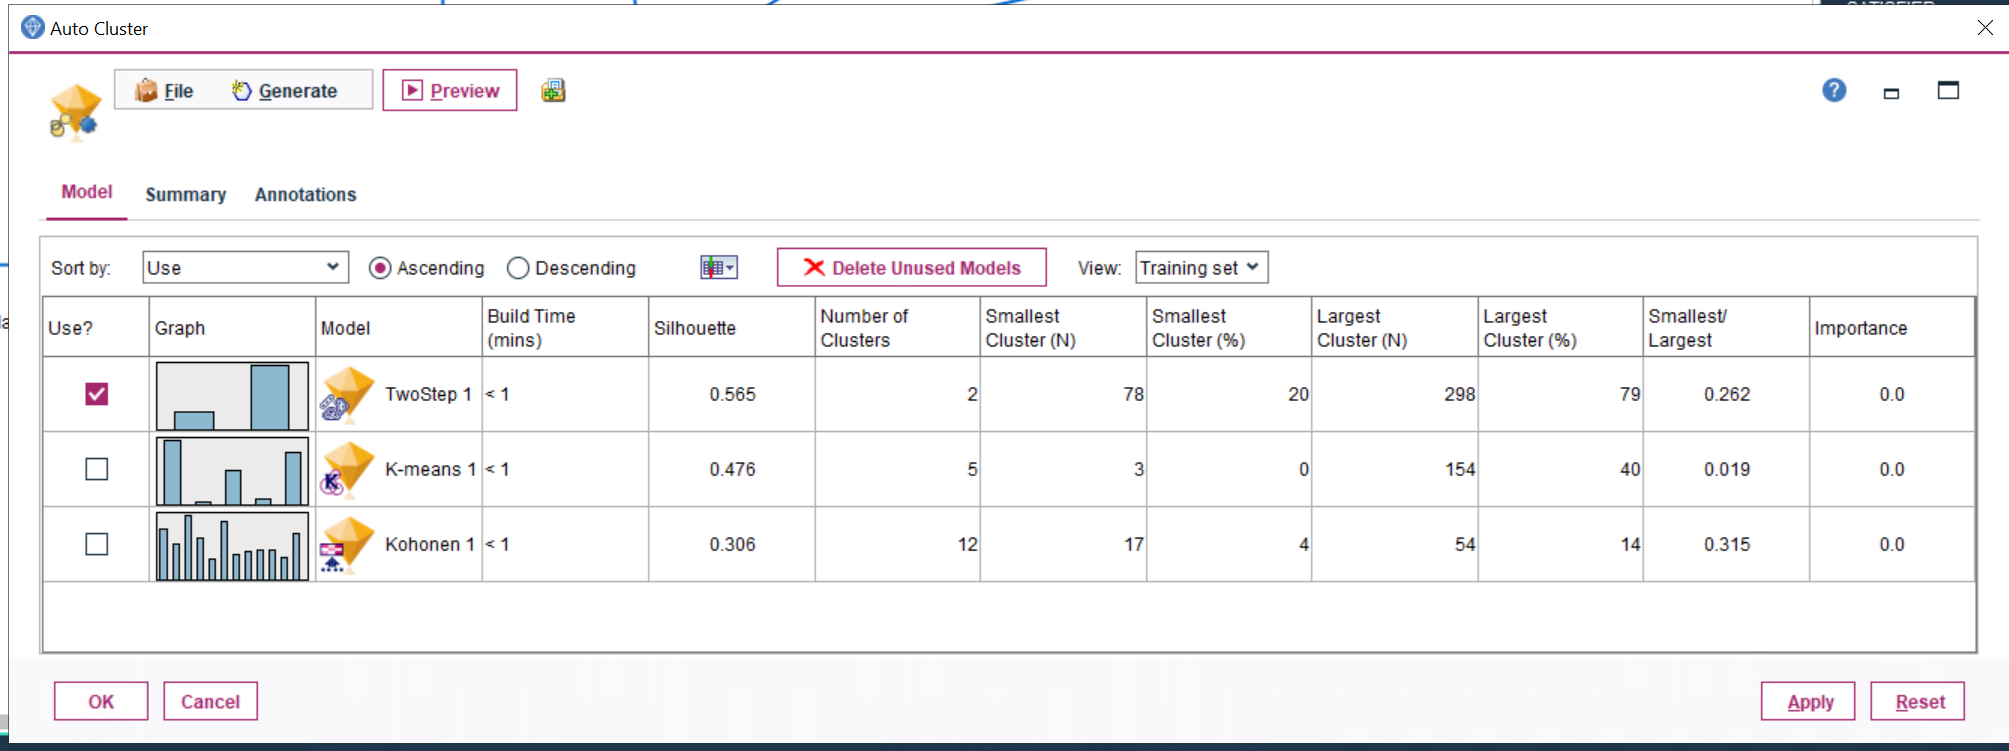 Auto Cluster
File Generate Preview
Model Summary Annotations
Sort by: Use Ascending Descending Delete Unused Models View: Training set
Use? Graph Model Build Time (mins) Silhouette Number of Clusters Smallest Cluster (N) Smallest Cluster (%) Largest Cluster (N) Largest Cluster (%) Smallest/ Largest Importance
TwoStep 1 < 1 0.565 2 78 20 298 79 0.262 0.0
K-means 1 < 1 0.476 5 3 0 154 40 0.019 0.0
Kohonen 1 < 1 0.306 12 17 4 54 14 0.315 0.0
OK Cancel Apply Reset